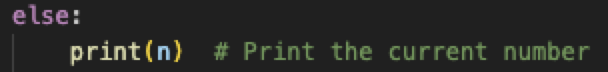 else:
    print(n)  # Print the current number